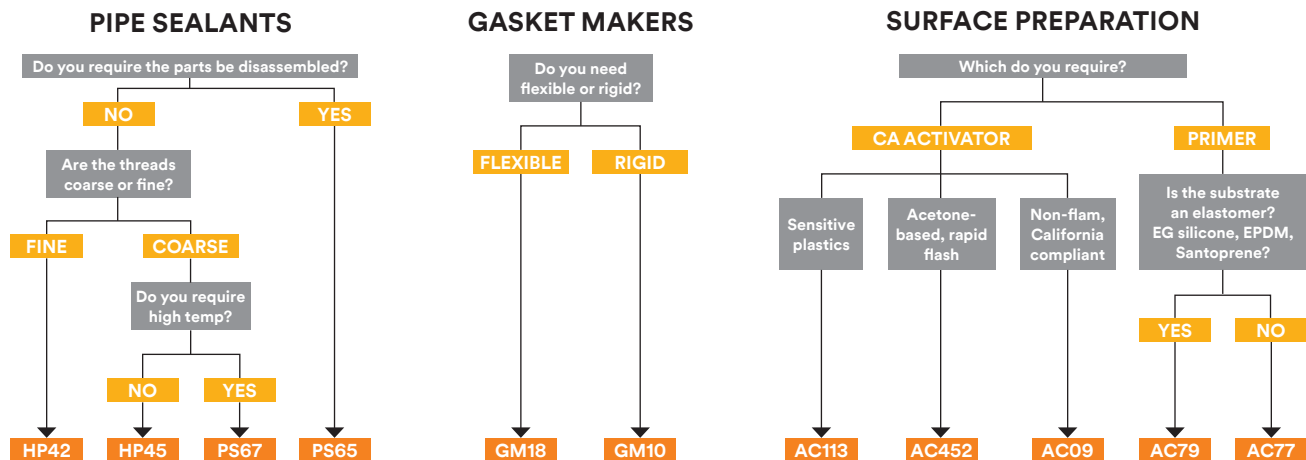 PIPE SEALANTS
Do you require the parts be disassembled?
NO
YES
Are the threads
coarse or fine?
FINE
COARSE
Do you require
high temp?
NO
YES
HP42
HP45
PS67
PS65
GASKET MAKERS
Do you need
flexible or rigid?
FLEXIBLE
RIGID
GM18
GM10
SURFACE PREPARATION
Which do you require?
CA ACTIVATOR
PRIMER
Sensitive
plastics
Acetone-
based, rapid
flash
Non-flam,
California
compliant
Is the substrate
an elastomer?
EG silicone, EPDM,
Santoprene?
YES
NO
AC113
AC452
AC09
AC79
AC77